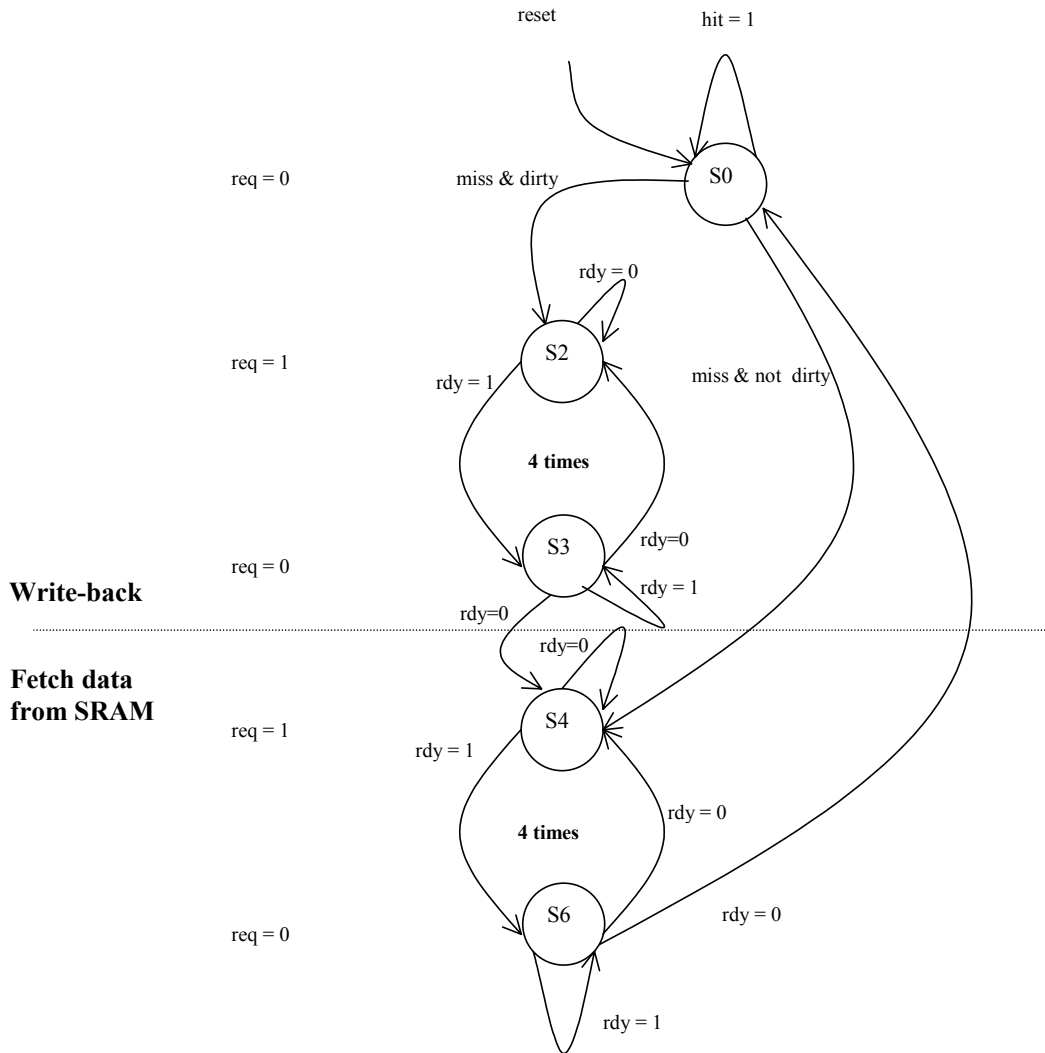 reset
hit = 1
req = 0
miss & dirty
S0
rdy = 0
req = 1
S2
rdy = 1
miss & not dirty
4 times
S3
rdy=0
req = 0
rdy = 1
Write-back
rdy=0
rdy=0
Fetch data
from SRAM
S4
req = 1
rdy = 1
rdy = 0
4 times
S6
rdy = 0
req = 0
rdy = 1